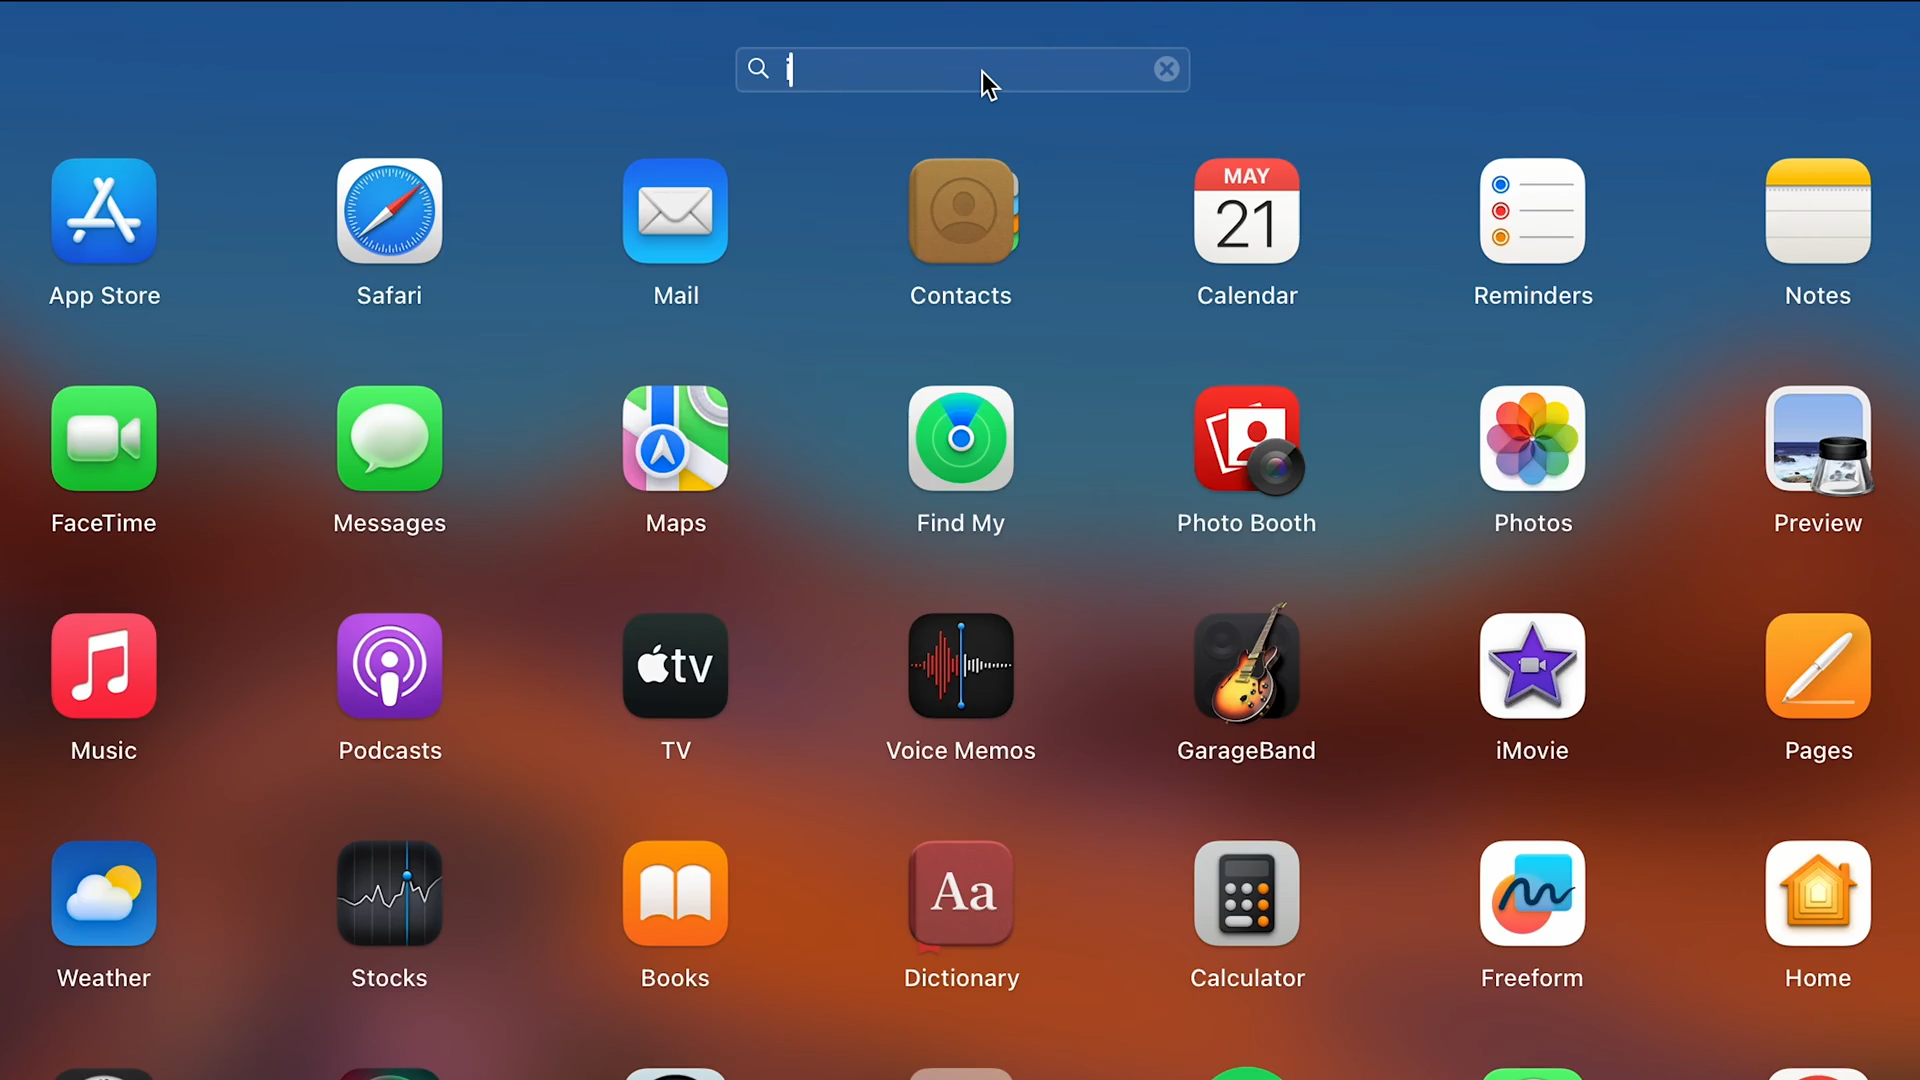 i
App Store
Safari
Mail
Contacts
MAY
21
Calendar
Reminders
Notes
FaceTime
Messages
Maps
Find My
Photo Booth
Photos
Preview
tv
Music
Podcasts
TV
Voice Memos
GarageBand
iMovie
Pages
Aa
Weather
Stocks
Books
Dictionary
Calculator
Freeform
Home